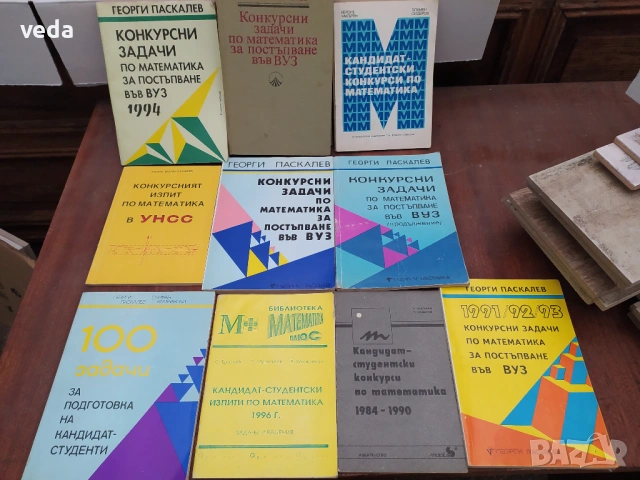 veda
ГЕОРГИ ПАСКАЛЕВ
КОНКУРСНИ
ЗАДАЧИ
ПО МАТЕМАТИКА
ЗА ПОСТЪПВАНЕ
ВЪВ ВУЗ
1994
Конкурсни
задачи
по математика
за постъпване
във ВУЗ
КАНДИДАТ-
СТУДЕНТСКИ
КОНКУРСИ ПО
МАТЕМАТИКА
КОНКУРСНИЯТ
ИЗПИТ
ПО МАТЕМАТИКА
В УНСС
ГЕОРГИ ПАСКАЛЕВ
КОНКУРСНИ
ЗАДАЧИ
ПО
МАТЕМАТИКА
ЗА
ПОСТЪПВАНЕ
ВЪВ ВУЗ
ГЕОРГИ ПАСКАЛЕВ
КОНКУРСНИ
ЗАДАЧИ
ПО МАТЕМАТИКА
ЗА ПОСТЪПВАНЕ
ВЪВ ВУЗ
(продължение)
ГЕОРГИ
ПАСКАЛЕВ
100
задачи
ЗА
ПОДГОТОВКА
НА
КАНДИДАТ-
СТУДЕНТИ
БИБЛИОТЕКА
М+
МАТЕМАТИКА
ПЛЮС
КАНДИДАТ-СТУДЕНТСКИ
ИЗПИТИ ПО МАТЕМАТИКА
1996 Г.
m
Кандидат-
студентски
конкурси
по математика
1984 - 1990
ГЕОРГИ ПАСКАЛЕВ
1991/'92/'93
КОНКУРСНИ ЗАДАЧИ
ПО МАТЕМАТИКА
ЗА ПОСТЪПВАНЕ
ВЪВ ВУЗ
BAZAR